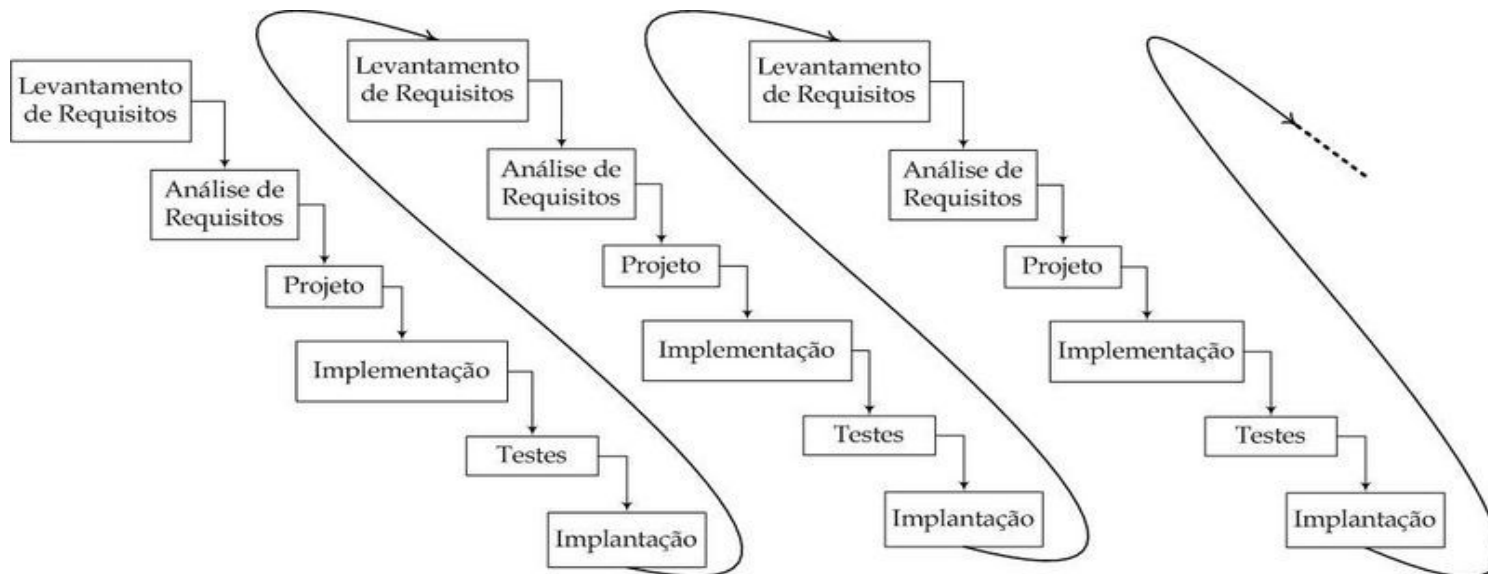 Levantamento
de Requisitos
Análise de
Requisitos
Projeto
Implementação
Testes
Implantação
Levantamento
de Requisitos
Análise de
Requisitos
Projeto
Implementação
Testes
Implantação
Levantamento
de Requisitos
Análise de
Requisitos
Projeto
Implementação
Testes
Implantação